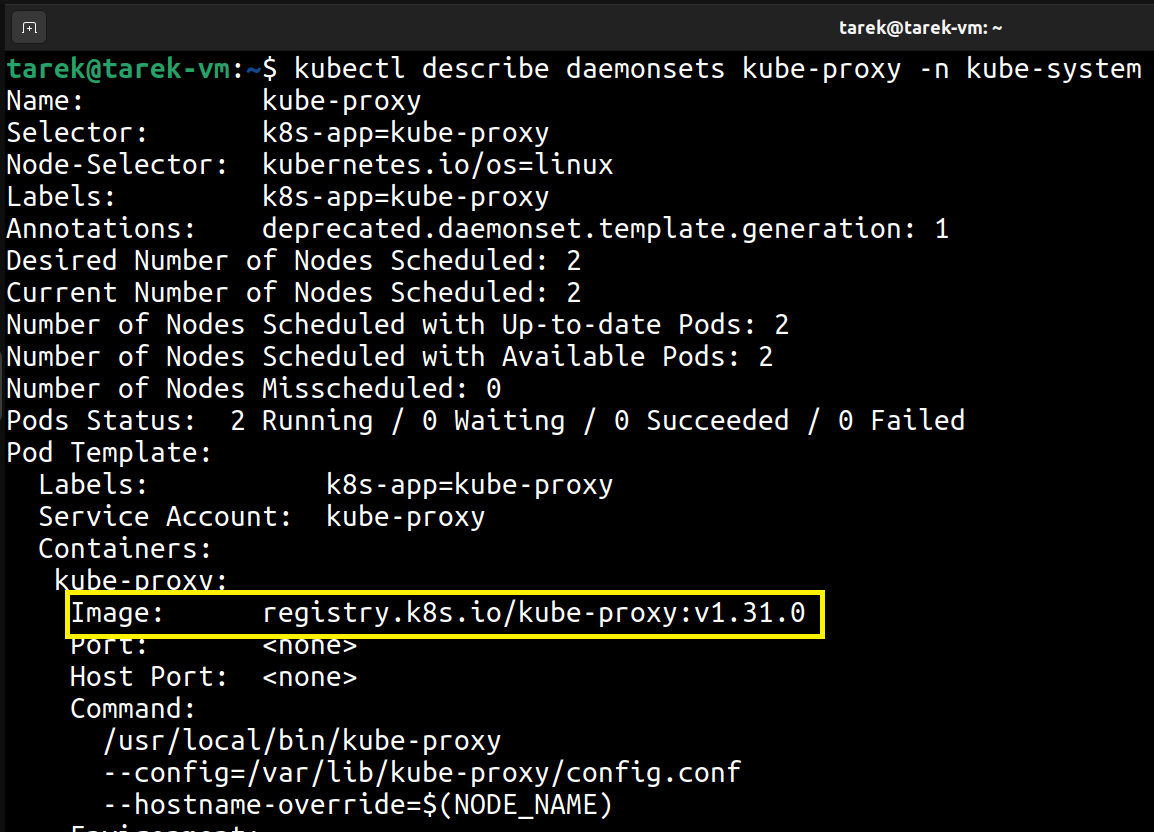 tarek@tarek-vm: ~
tarek@tarek-vm:~$ kubectl describe daemonsets kube-proxy -n kube-system
Name:           kube-proxy
Selector:       k8s-app=kube-proxy
Node-Selector:  kubernetes.io/os=linux
Labels:         k8s-app=kube-proxy
Annotations:    deprecated.daemonset.template.generation: 1
Desired Number of Nodes Scheduled: 2
Current Number of Nodes Scheduled: 2
Number of Nodes Scheduled with Up-to-date Pods: 2
Number of Nodes Scheduled with Available Pods: 2
Number of Nodes Misscheduled: 0
Pods Status:  2 Running / 0 Waiting / 0 Succeeded / 0 Failed
Pod Template:
  Labels:           k8s-app=kube-proxy
  Service Account:  kube-proxy
  Containers:
   kube-proxy:
    Image:      registry.k8s.io/kube-proxy:v1.31.0
    Port:       <none>
    Host Port:  <none>
    Command:
      /usr/local/bin/kube-proxy
      --config=/var/lib/kube-proxy/config.conf
      --hostname-override=$(NODE_NAME)